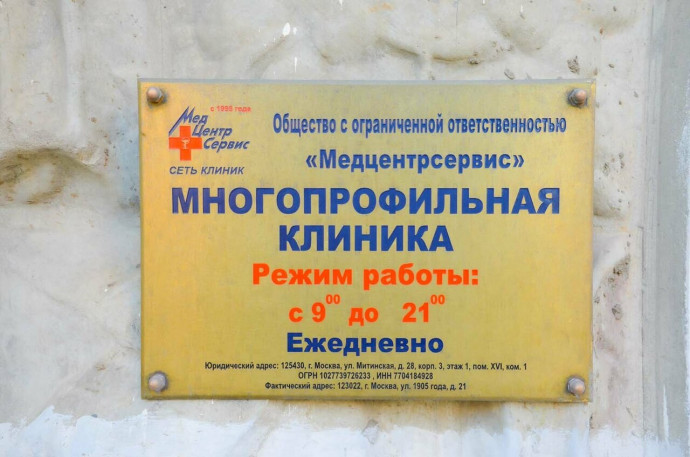 с 1995 года
Мед
Центр
Сервис
СЕТЬ КЛИНИК
Общество с ограниченной ответственностью
«Медцентрсервис»
МНОГОПРОФИЛЬНАЯ
КЛИНИКА
Режим работы:
с 9⁰⁰ до 21⁰⁰
Ежедневно
Юридический адрес: 125430, г. Москва, ул. Митинская, д. 28, корп. 3, этаж 1, пом. XVI, ком. 1
ОГРН 1027739726233 , ИНН 7704184928
Фактический адрес: 123022, г. Москва, ул. 1905 года, д. 21